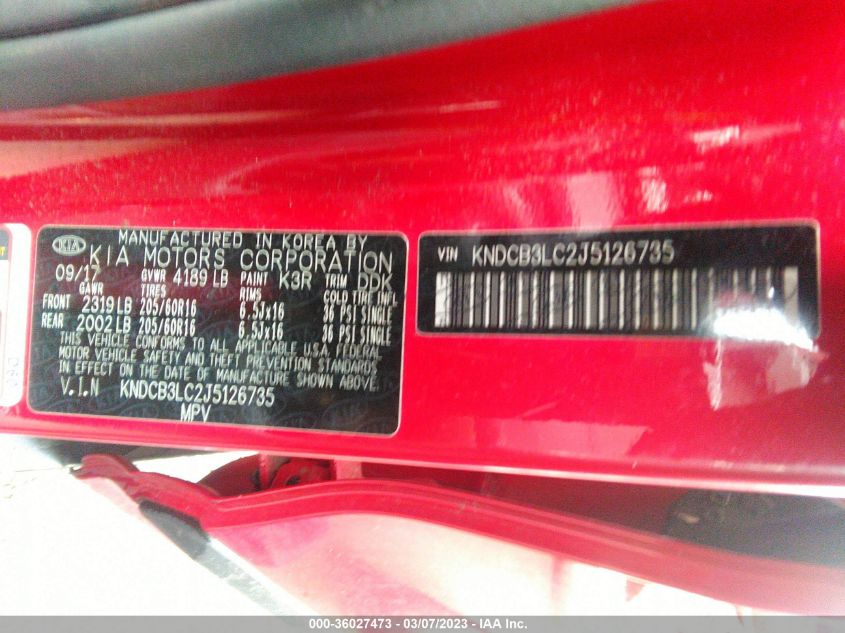 KIA
MANUFACTURED IN KOREA BY
KIA MOTORS CORPORATION
09/17 GVWR 4189 LB PAINT K3R TRIM DDK
GAWR TIRES RIMS COLD TIRE INFL
FRONT 2319 LB 205/60R16 6.5Jx16 36 PSI SINGLE
REAR 2002 LB 205/60R16 6.5Jx16 36 PSI SINGLE
THIS VEHICLE CONFORMS TO ALL APPLICABLE U.S.A. FEDERAL
MOTOR VEHICLE SAFETY AND THEFT PREVENTION STANDARDS
IN EFFECT ON THE DATE OF MANUFACTURE SHOWN ABOVE.
V.I.N KNDCB3LC2J5126735
MPV
VIN KNDCB3LC2J5126735
000-36027473 — 03/07/2023 — IAA Inc.